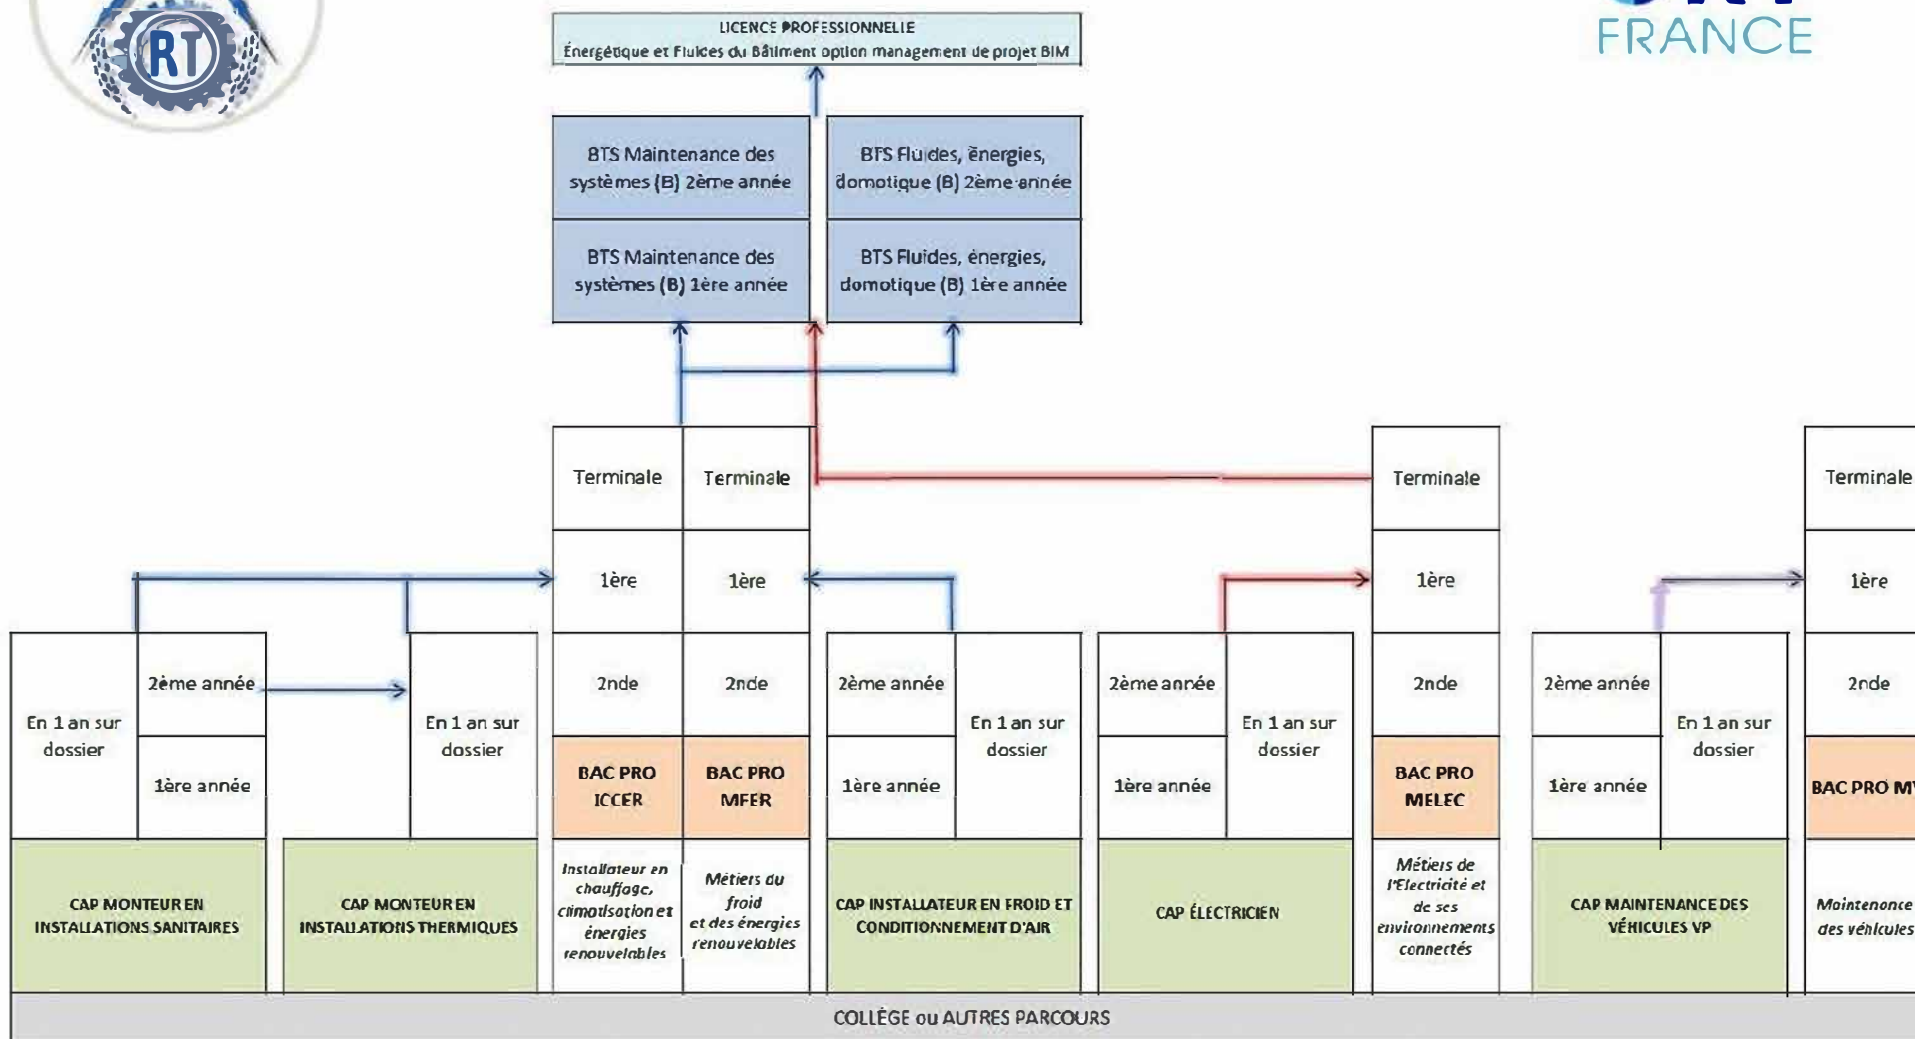 RT
FRANCE
LICENCE PROFESSIONNELLE
Énergétique et Fluices du Bâtiment option management de projet BIM
BTS Maintenance des
systèmes (B) 2ème année
BTS Fluides, énergies,
domotique (B) 2ème année
BTS Maintenance des
systèmes (B) 1ère année
BTS Fluides, énergies,
domotique (B) 1ère année
Terminale
Terminale
Terminale
Terminale
1ère
1ère
1ère
1ère
En 1 an sur
dossier
2ème année
1ère année
En 1 an sur
dossier
2nde
2nde
2ème année
1ère année
En 1 an sur
dossier
2ème année
1ère année
En 1 an sur
dossier
2nde
2ème année
1ère année
En 1 an sur
dossier
2nde
BAC PRO
ICCER
BAC PRO
MFER
BAC PRO
MELEC
BAC PRO
CAP MONTEUR EN
INSTALLATIONS SANITAIRES
CAP MONTEUR EN
INSTALLATIONS THERMIQUES
Installateur en
chauffage,
climatisation et
énergies
renouvelables
Métiers du
froid
et des énergies
renouvelables
CAP INSTALLATEUR EN FROID ET
CONDITIONNEMENT D'AIR
CAP ÉLECTRICIEN
Métiers de
l'Electricité et
de ses
environnements
connectés
CAP MAINTENANCE DES
VÉHICULES VP
Maintenance
des véhicules
COLLÈGE ou AUTRES PARCOURS